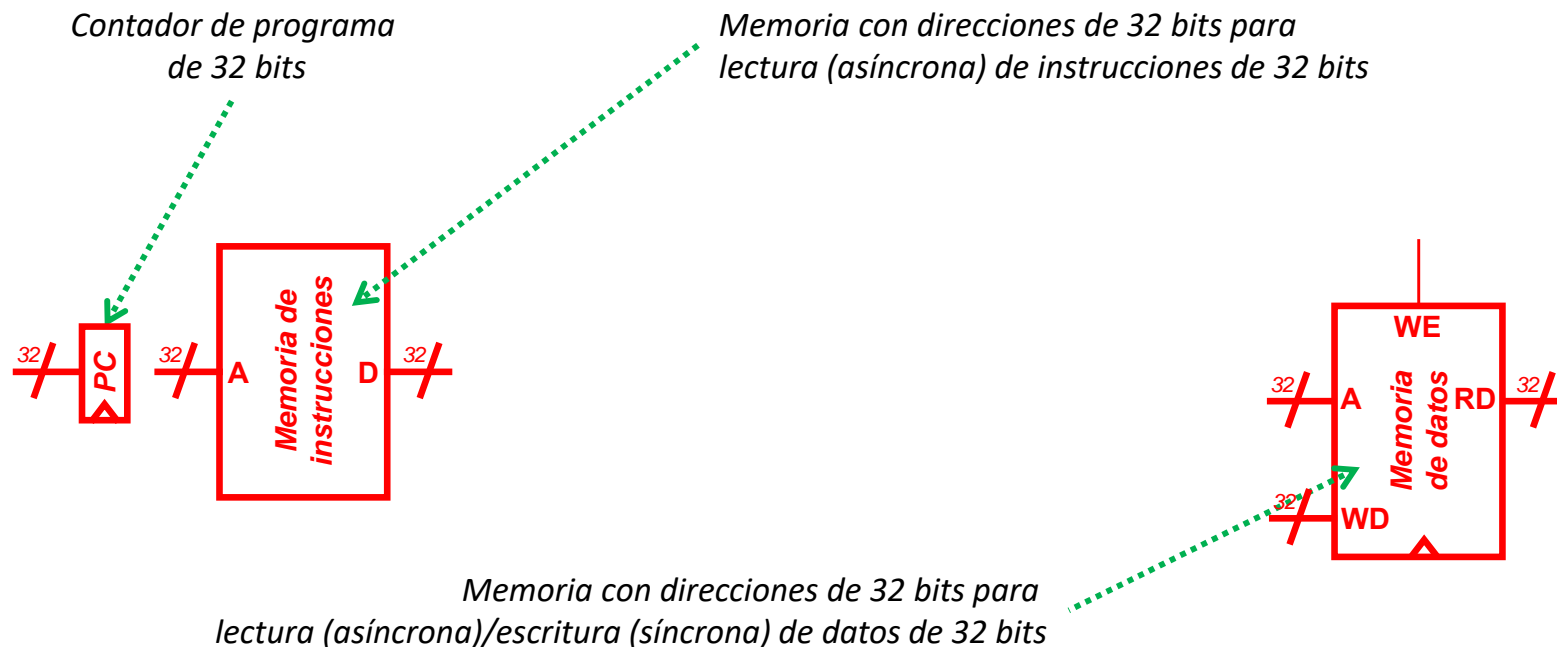 Contador de programa
de 32 bits
Memoria con direcciones de 32 bits para
lectura (asíncrona) de instrucciones de 32 bits
32
PC
32
A
Memoria de
instrucciones
D
32
WE
32
A
Memoria
de datos
RD
32
32
WD
Memoria con direcciones de 32 bits para
lectura (asíncrona)/escritura (síncrona) de datos de 32 bits